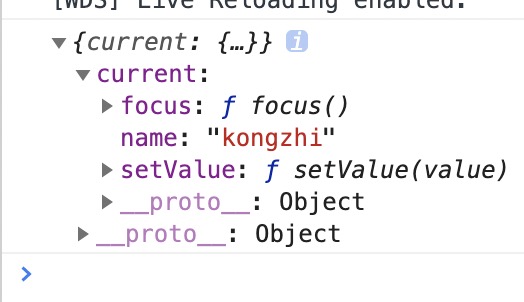 [WDS] Live Reloading enabled.
{current: {…}} i
current:
focus: ƒ focus()
name: "kongzhi"
setValue: ƒ setValue(value)
__proto__: Object
__proto__: Object